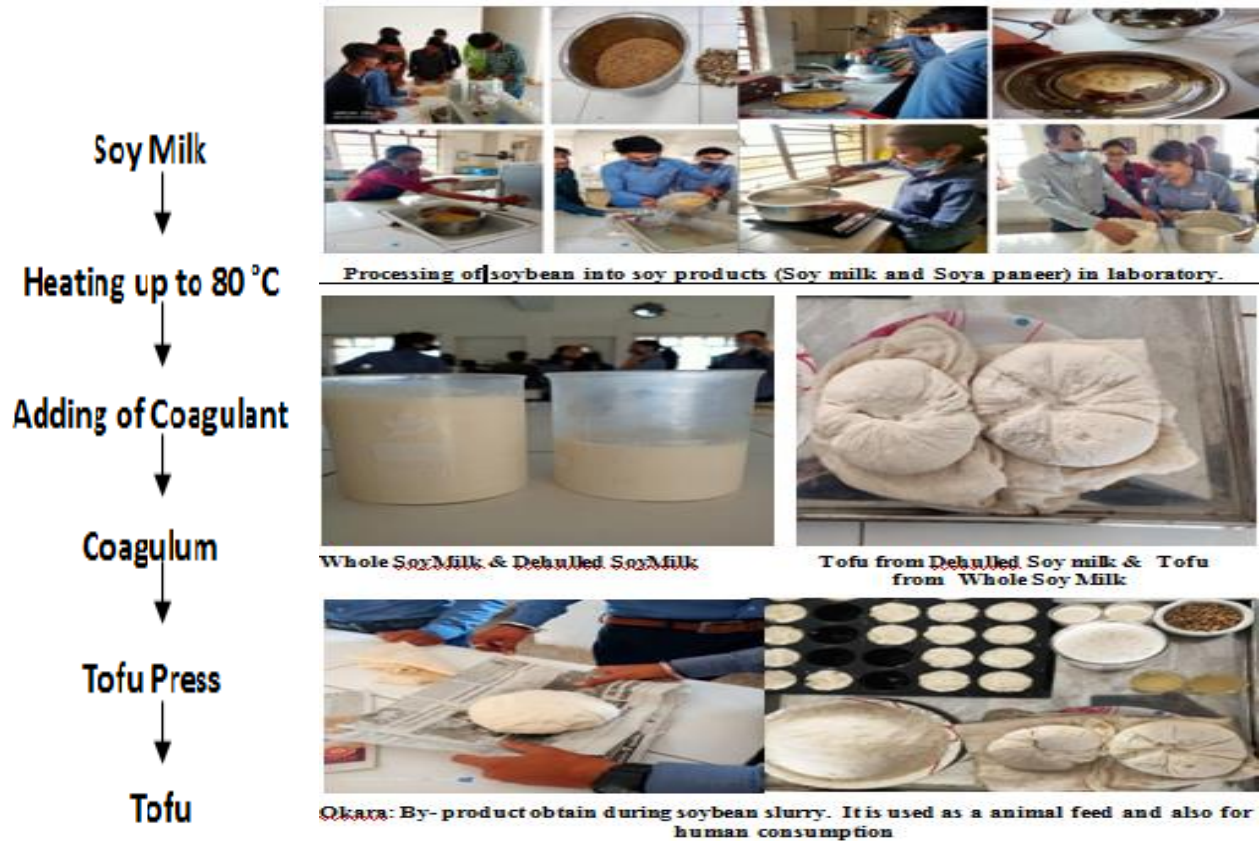 Soy Milk
Heating up to 80 °C
Adding of Coagulant
Coagulum
Tofu Press
Tofu
Processing of soybean into soy products (Soy milk and Soya paneer) in laboratory.
Whole SoyMilk & Dehulled SoyMilk
Tofu from Dehulled Soy milk & Tofu
from Whole Soy Milk
Okara: By- product obtain during soybean slurry. It is used as a animal feed and also for
human consumption